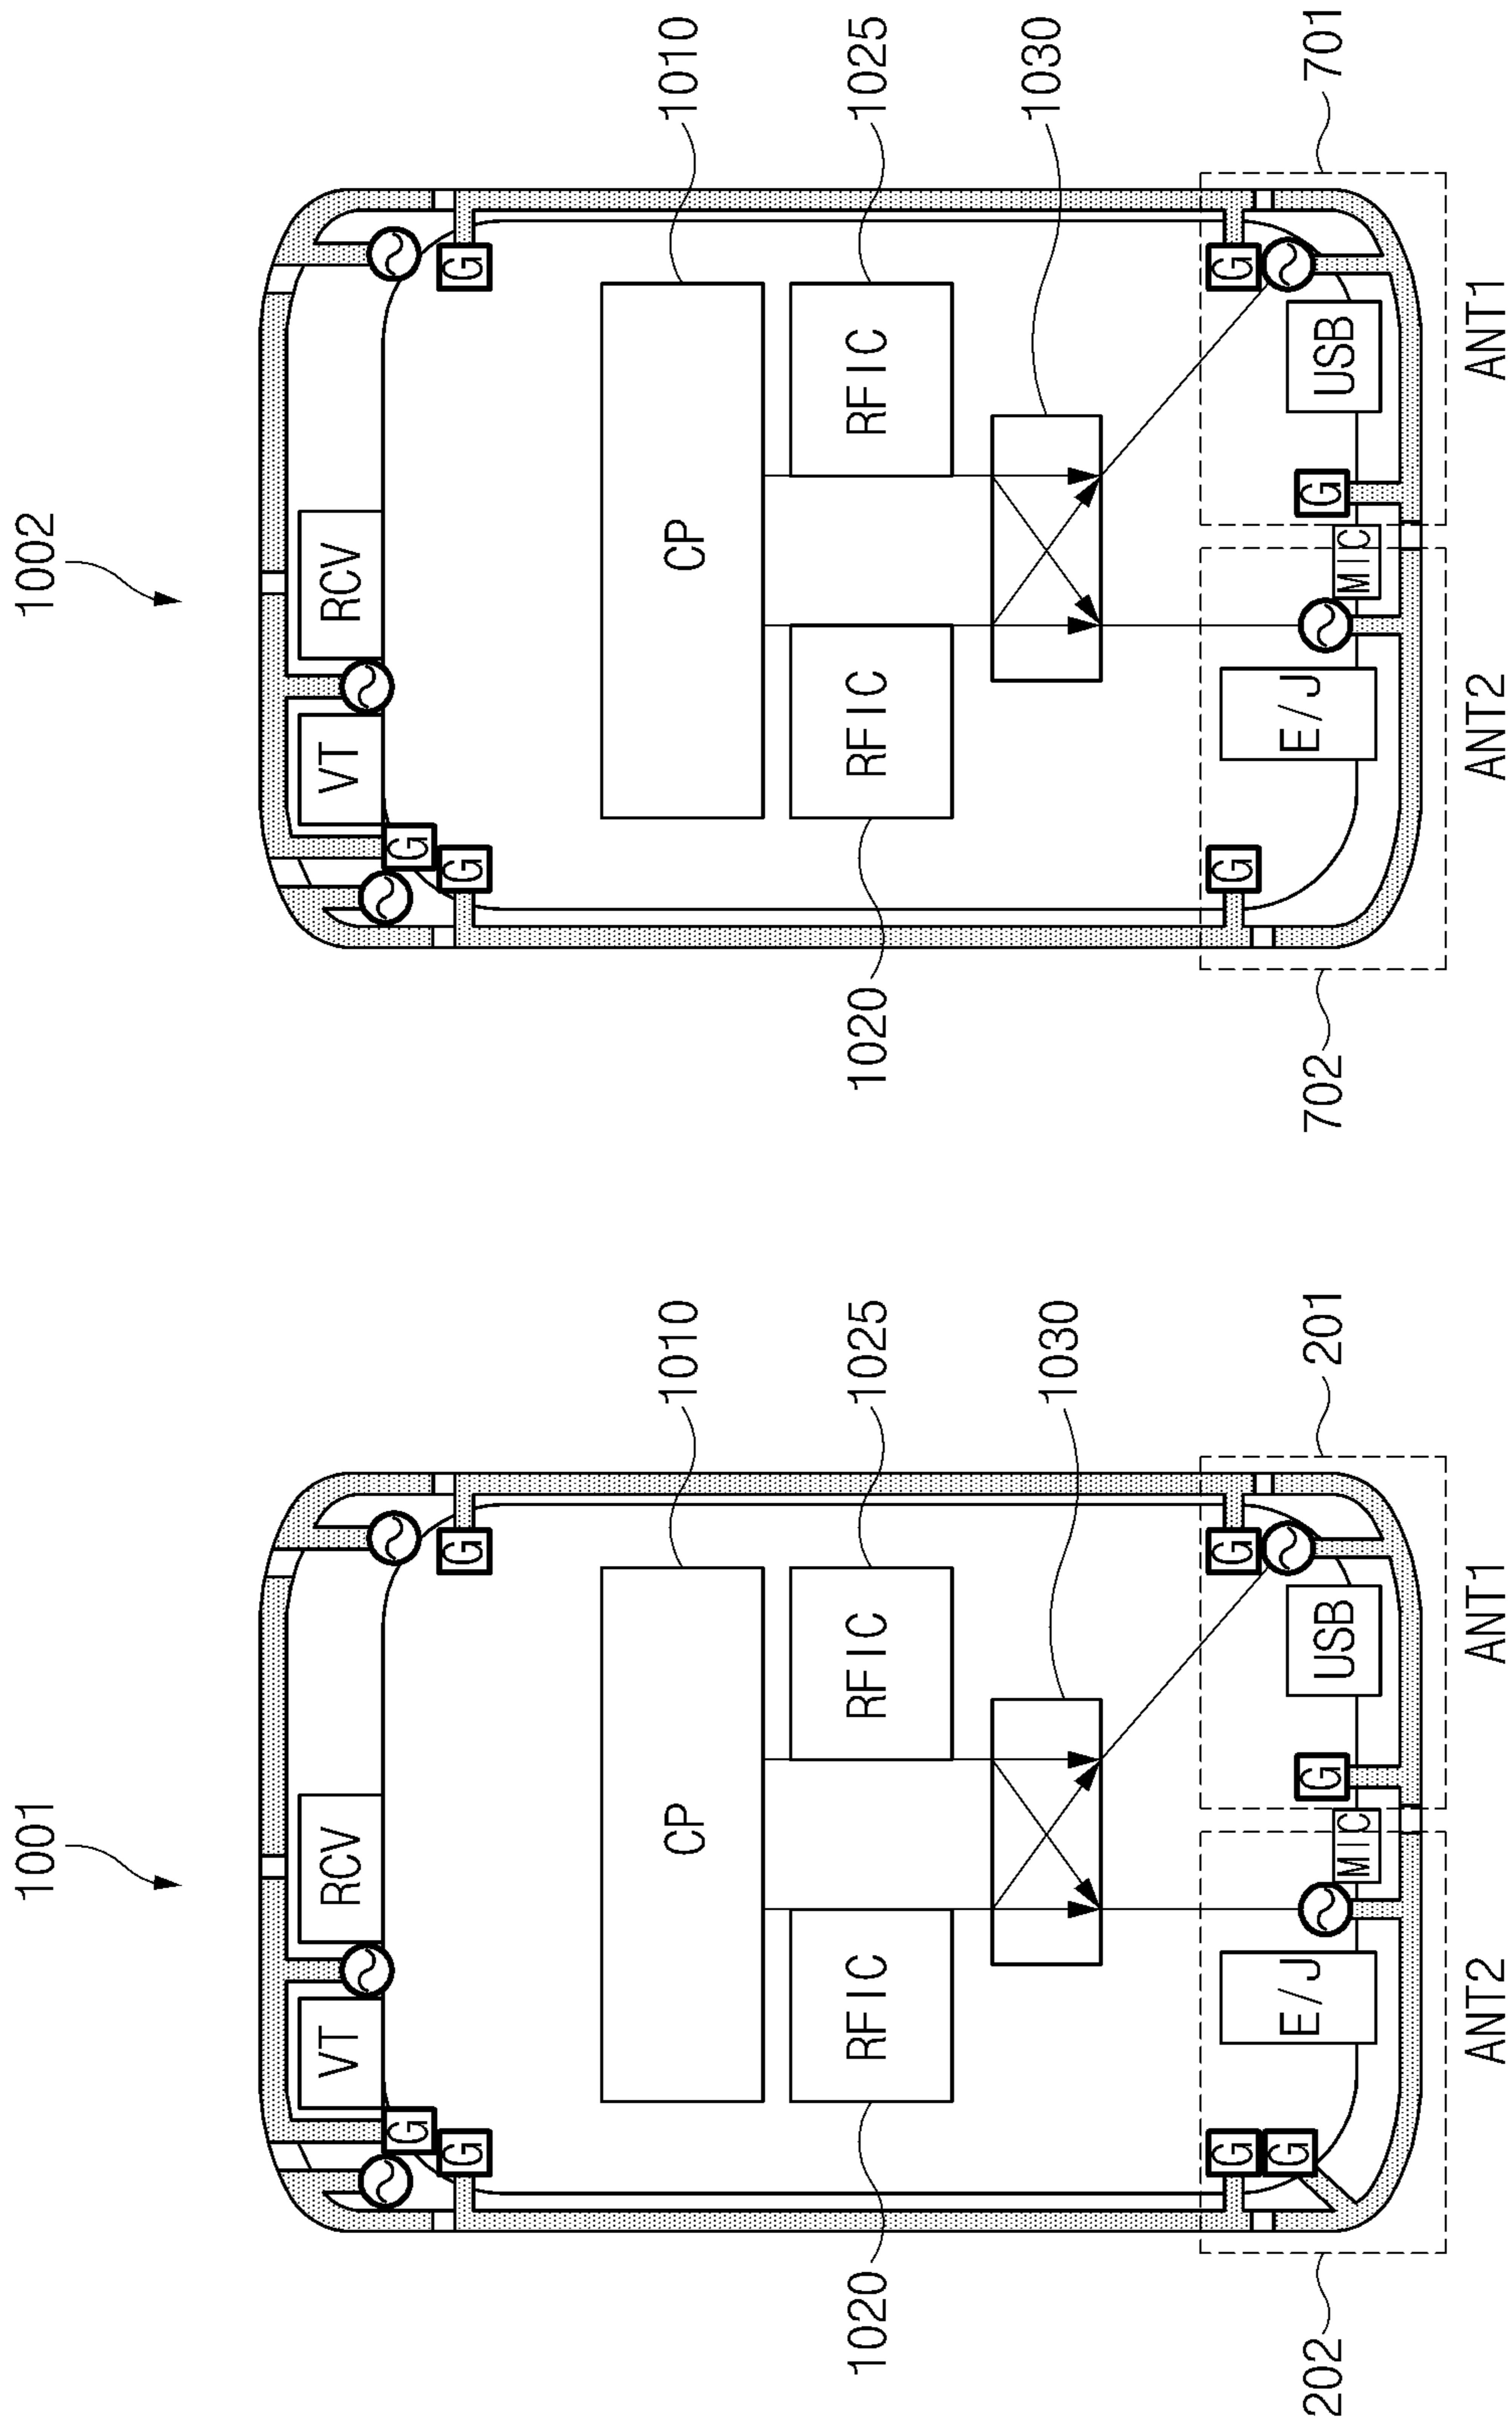 1001
VT RCV
G
G G
CP 1010
1020 RFIC RFIC 1025
1030
G G
G
202 E/J G USB 201
MIC
ANT2 ANT1
1002
VT RCV
G
G G
CP 1010
1020 RFIC RFIC 1025
1030
G G
702 E/J G USB 701
MIC
ANT2 ANT1